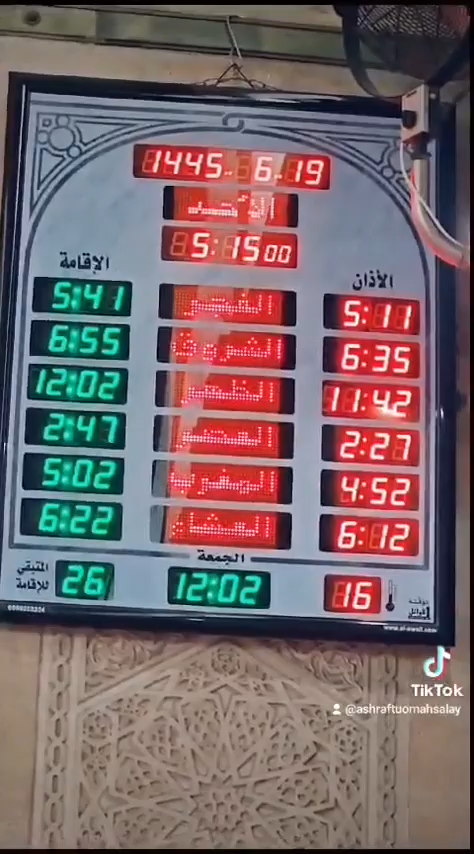 1445-6-19
الأحد
5:15 00
الأذان
الإقامة
5:11 الفجر 5:41
6:35 الشروق 6:55
11:42 الظهر 12:02
2:27 العصر 2:47
4:52 المغرب 5:02
6:12 العشاء 6:22
الجمعة
16 12:02 26 المتبقي للإقامة
TikTok
@ashraftuomahsalay